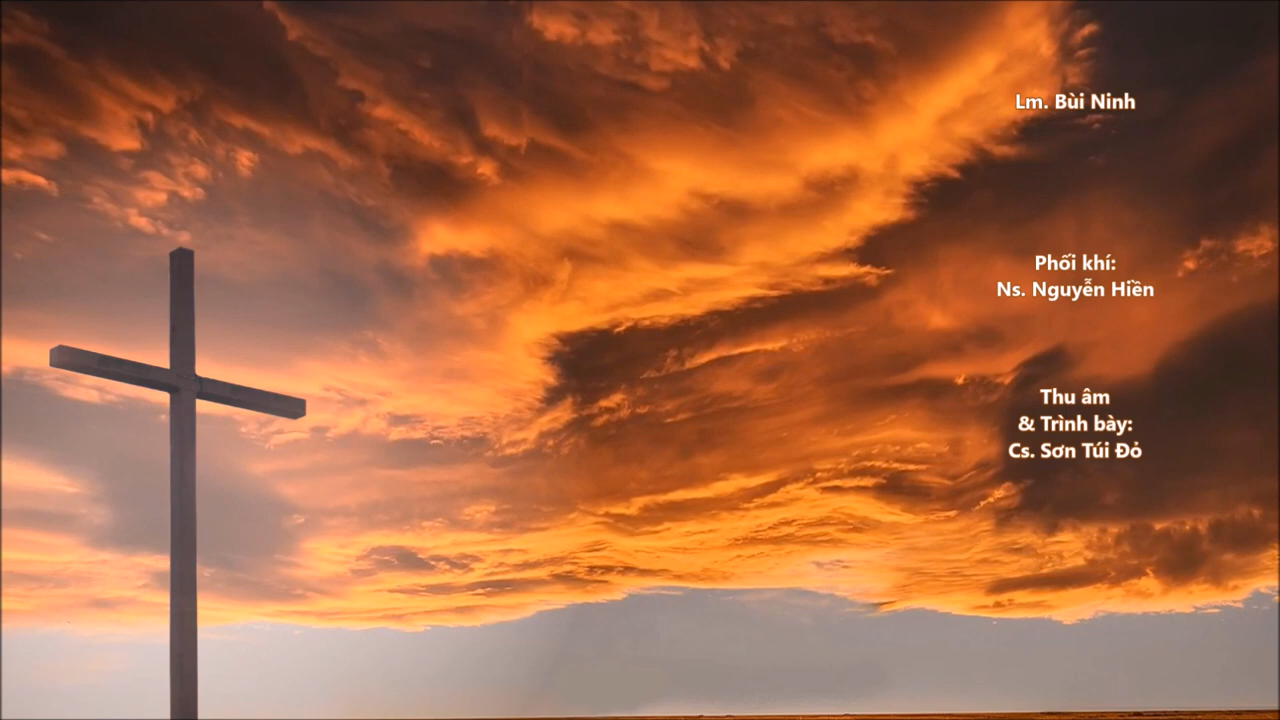 Lm. Bùi Ninh
Phối khí:
Ns. Nguyễn Hiền
Thu âm
& Trình bày:
Cs. Sơn Túi Đỏ